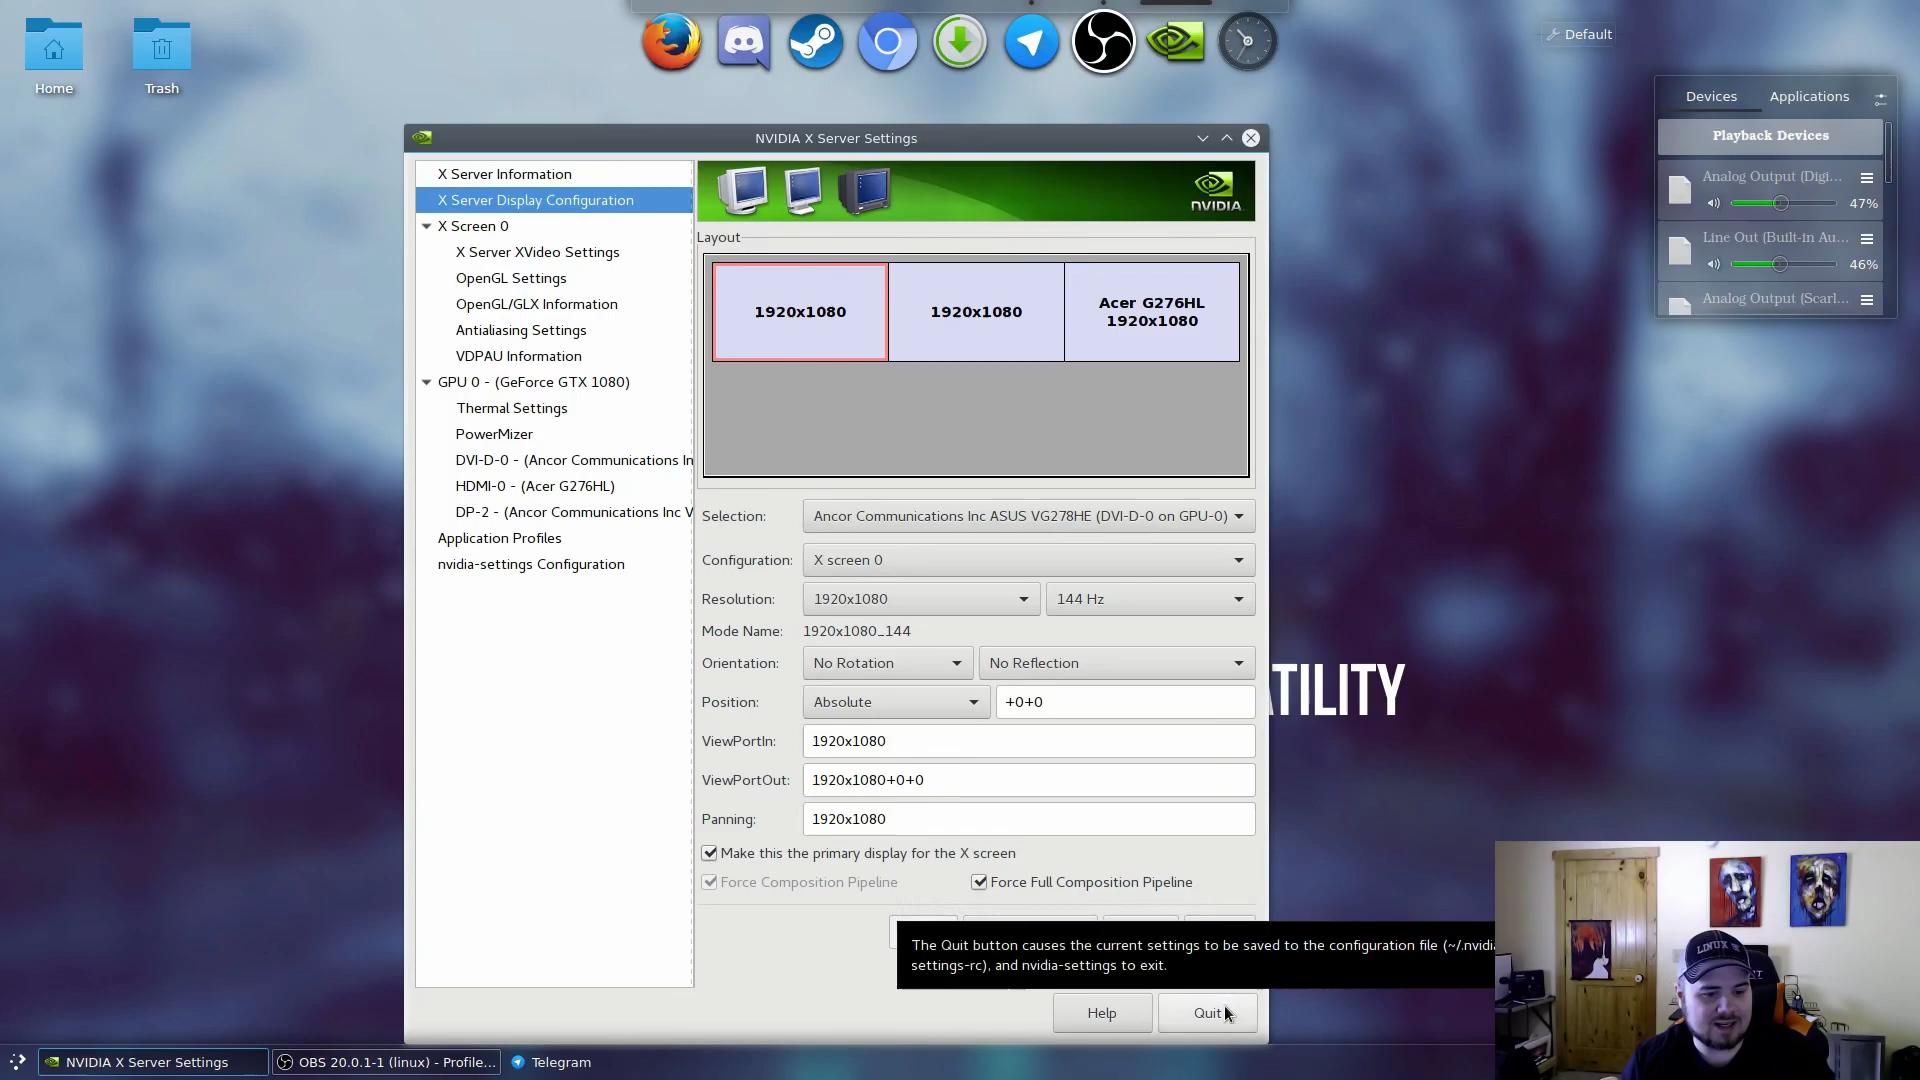 Home
Trash
Default
Devices
Applications
Playback Devices
Analog Output (Digi...
47%
Line Out (Built-in Au...
46%
Analog Output (Scarl...
NVIDIA X Server Settings
X Server Information
X Server Display Configuration
X Screen 0
X Server XVideo Settings
OpenGL Settings
OpenGL/GLX Information
Antialiasing Settings
VDPAU Information
GPU 0 - (GeForce GTX 1080)
Thermal Settings
PowerMizer
DVI-D-0 - (Ancor Communications In
HDMI-0 - (Acer G276HL)
DP-2 - (Ancor Communications Inc V
Application Profiles
nvidia-settings Configuration
NVIDIA.
Layout
1920x1080
1920x1080
Acer G276HL
1920x1080
Selection: Ancor Communications Inc ASUS VG278HE (DVI-D-0 on GPU-0)
Configuration: X screen 0
Resolution: 1920x1080 144 Hz
Mode Name: 1920x1080_144
Orientation: No Rotation No Reflection
Position: Absolute +0+0
ViewPortIn: 1920x1080
ViewPortOut: 1920x1080+0+0
Panning: 1920x1080
Make this the primary display for the X screen
Force Composition Pipeline Force Full Composition Pipeline
The Quit button causes the current settings to be saved to the configuration file (~/.nvidia
settings-rc), and nvidia-settings to exit.
Help Quit
ATILITY
LINUX
NVIDIA X Server Settings
OBS 20.0.1-1 (linux) - Profile...
Telegram